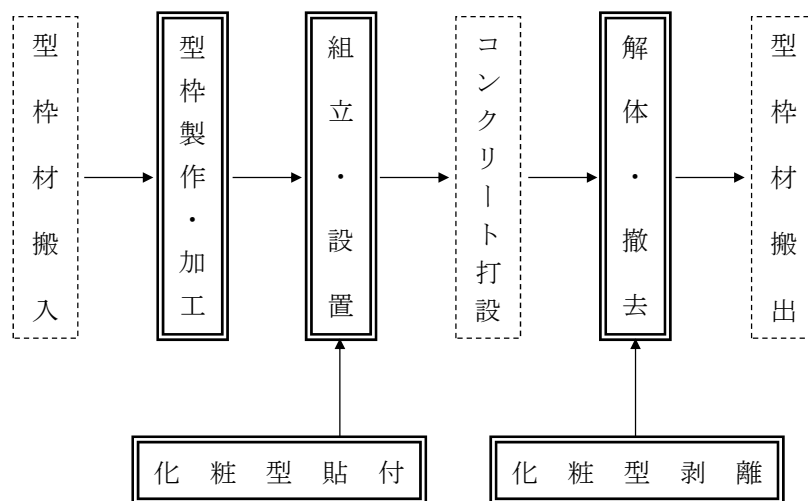 型枠材搬入
型枠製作・加工
組立・設置
コンクリート打設
解体・撤去
型枠材搬出
化粧型貼付
化粧型剥離